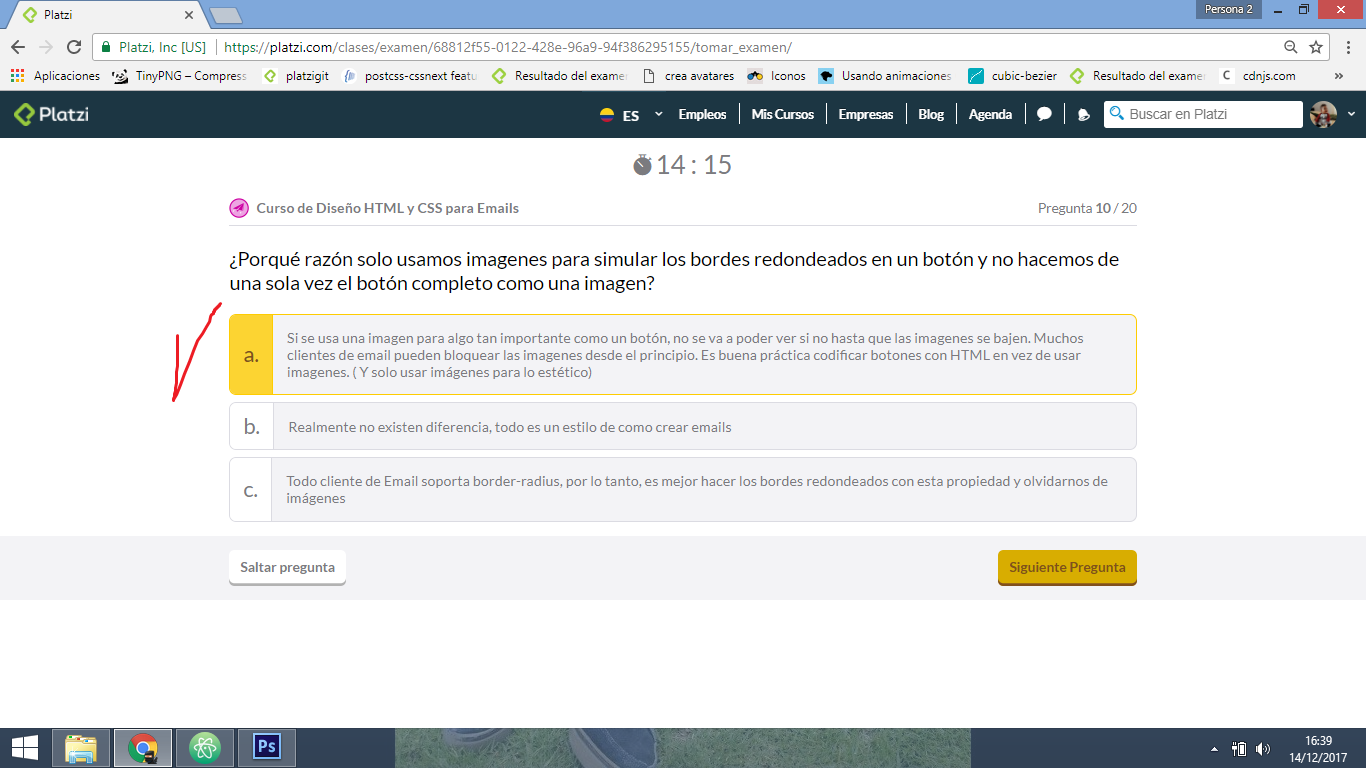 Platzi
Persona 2
Platzi, Inc [US] https://platzi.com/clases/examen/68812f55-0122-428e-96a9-94f386295155/tomar_examen/
Aplicaciones TinyPNG – Compress platzigit postcss-cssnext featu Resultado del examen C crea avatares Iconos Usando animaciones cubic-bezier Resultado del examen C cdnjs.com »
Platzi ES Empleos Mis Cursos Empresas Blog Agenda Buscar en Platzi
14 : 15
Curso de Diseño HTML y CSS para Emails Pregunta 10 / 20
¿Porqué razón solo usamos imagenes para simular los bordes redondeados en un botón y no hacemos de
una sola vez el botón completo como una imagen?
a. Si se usa una imagen para algo tan importante como un botón, no se va a poder ver si no hasta que las imagenes se bajen. Muchos
clientes de email pueden bloquear las imagenes desde el principio. Es buena práctica codificar botones con HTML en vez de usar
imagenes. ( Y solo usar imágenes para lo estético)
b. Realmente no existen diferencia, todo es un estilo de como crear emails
c. Todo cliente de Email soporta border-radius, por lo tanto, es mejor hacer los bordes redondeados con esta propiedad y olvidarnos de
imágenes
Saltar pregunta Siguiente Pregunta
Ps
16:39
14/12/2017